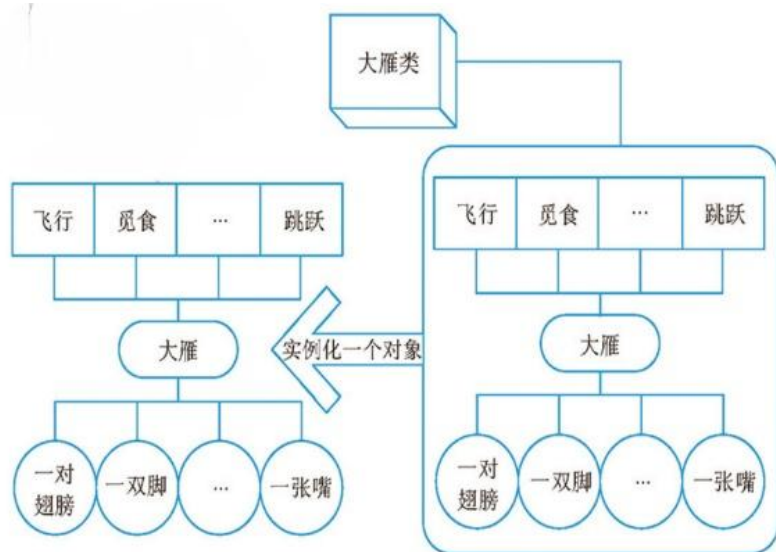 大雁类
飞行 觅食 … 跳跃
大雁
一对
翅膀
一双脚 … 一张嘴
实例化一个对象
飞行 觅食 … 跳跃
大雁
一对
翅膀
一双脚 … 一张嘴